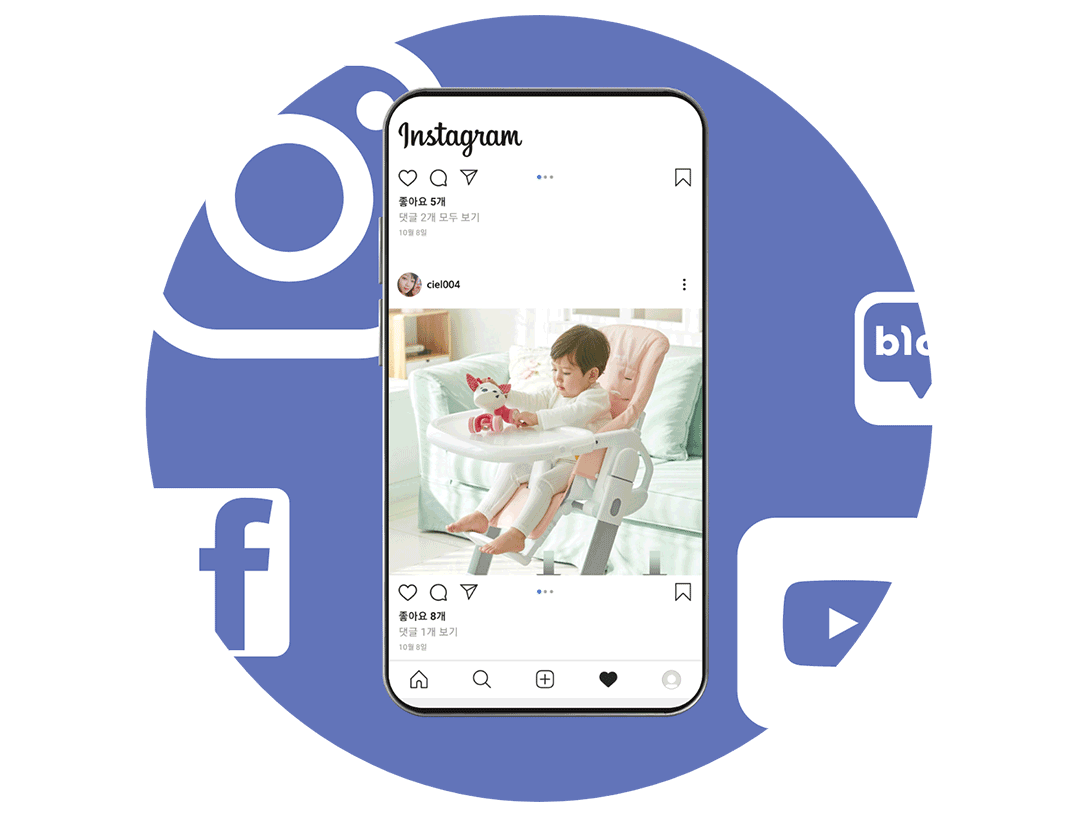 Instagram
좋아요 5개
댓글 2개 모두 보기
10월 8일
ciel004
좋아요 8개
댓글 1개 보기
10월 8일
f